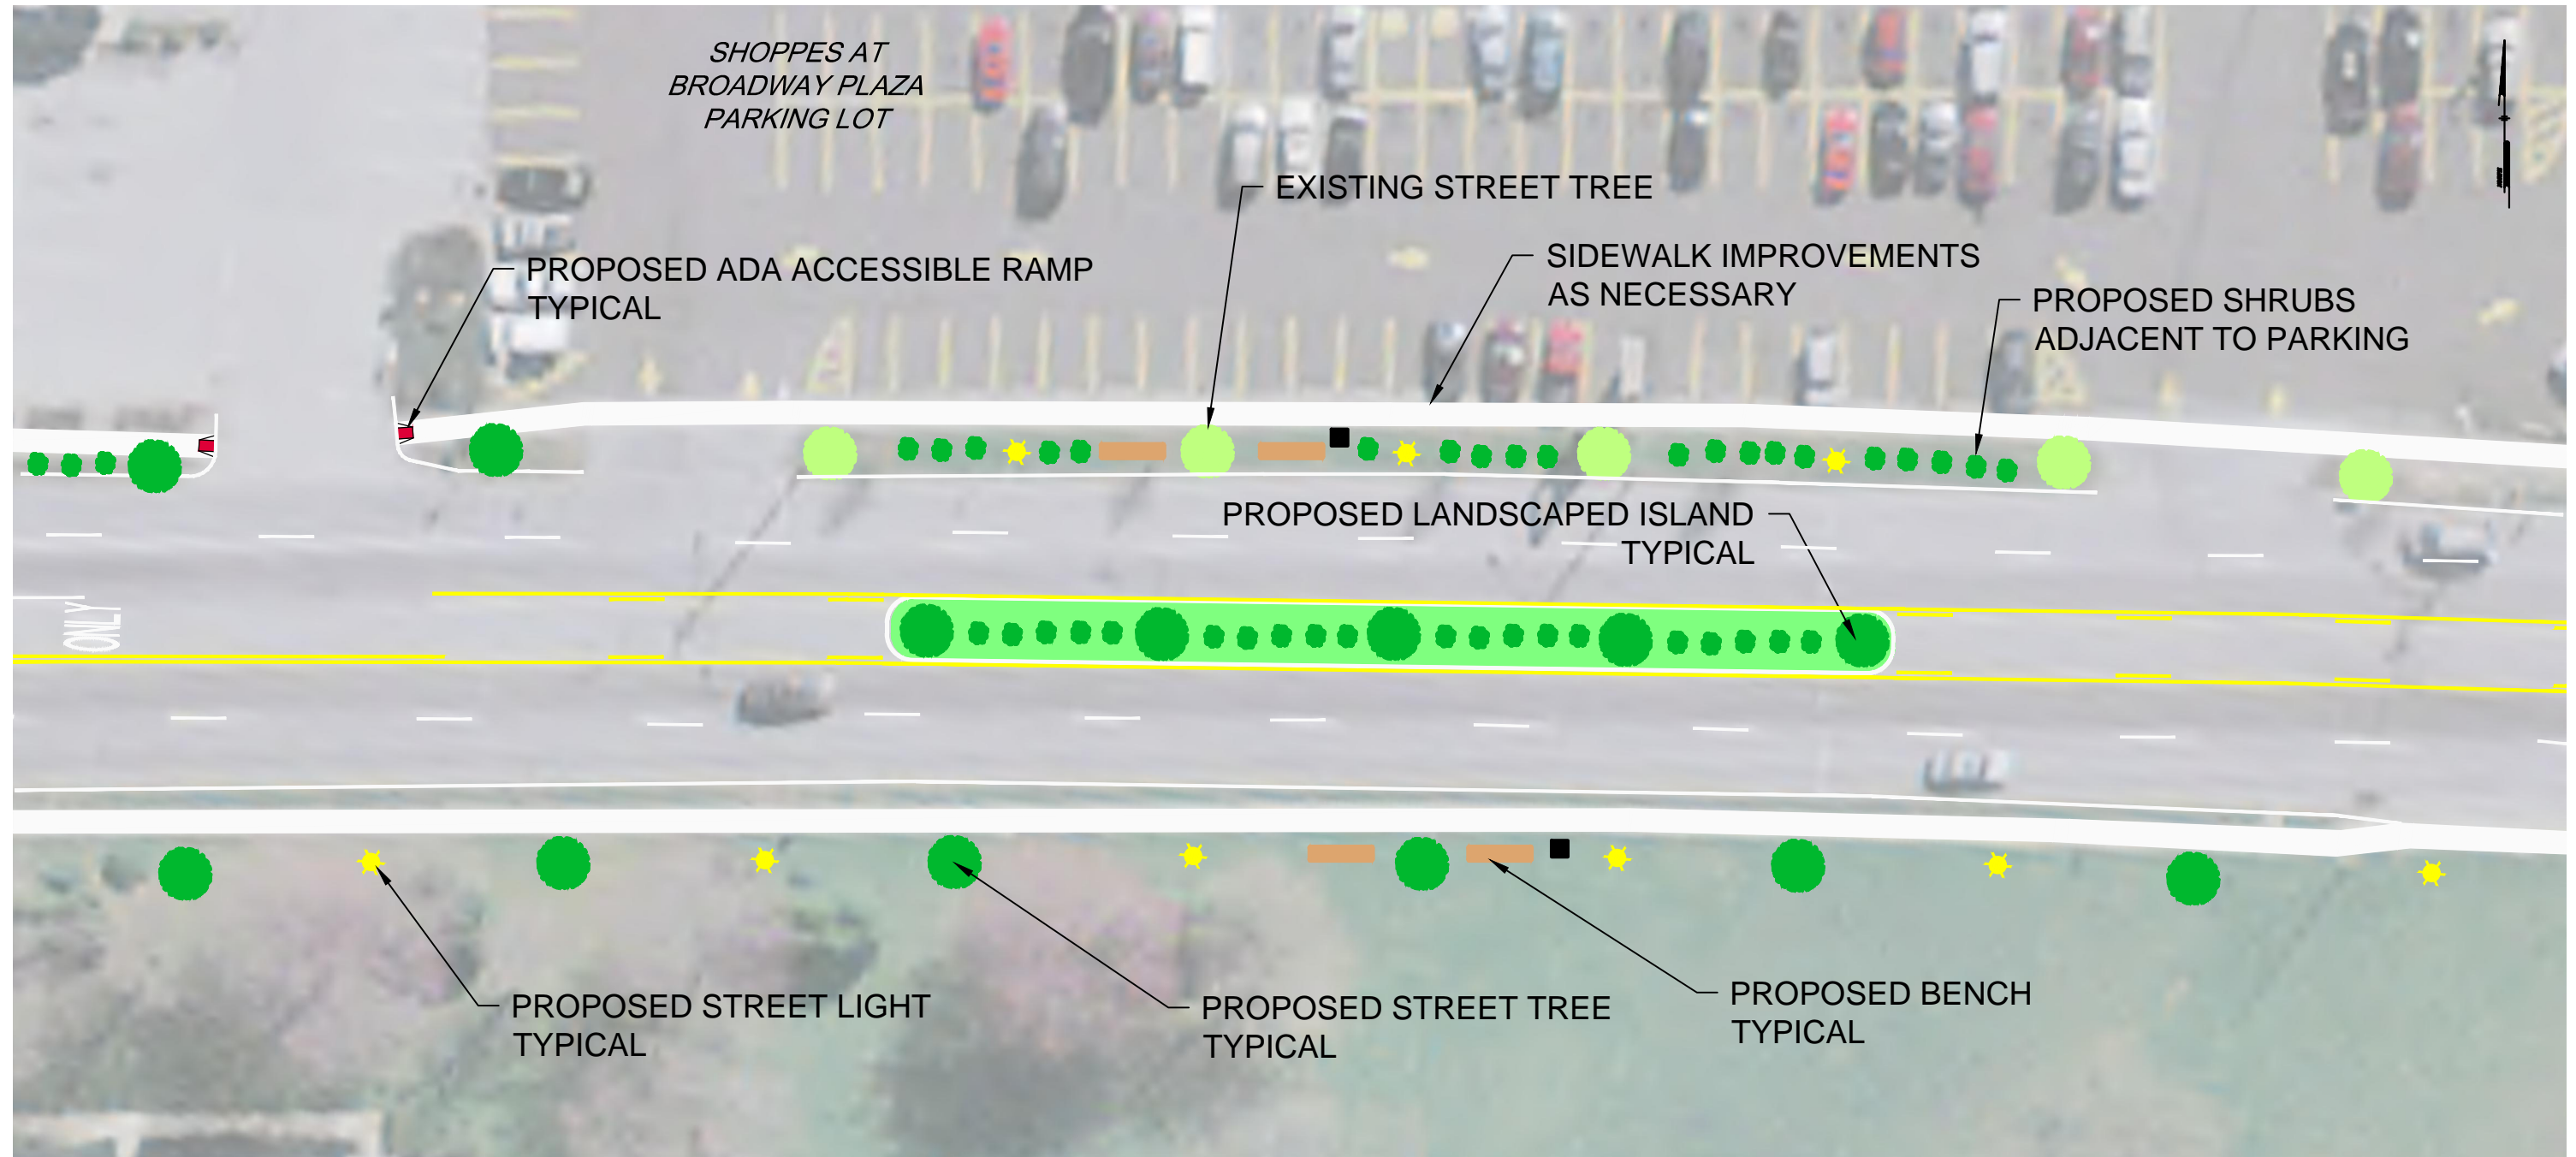 SHOPPES AT
BROADWAY PLAZA
PARKING LOT
EXISTING STREET TREE
PROPOSED ADA ACCESSIBLE RAMP
TYPICAL
SIDEWALK IMPROVEMENTS
AS NECESSARY
PROPOSED SHRUBS
ADJACENT TO PARKING
PROPOSED LANDSCAPED ISLAND
TYPICAL
ONLY
PROPOSED STREET LIGHT
TYPICAL
PROPOSED STREET TREE
TYPICAL
PROPOSED BENCH
TYPICAL